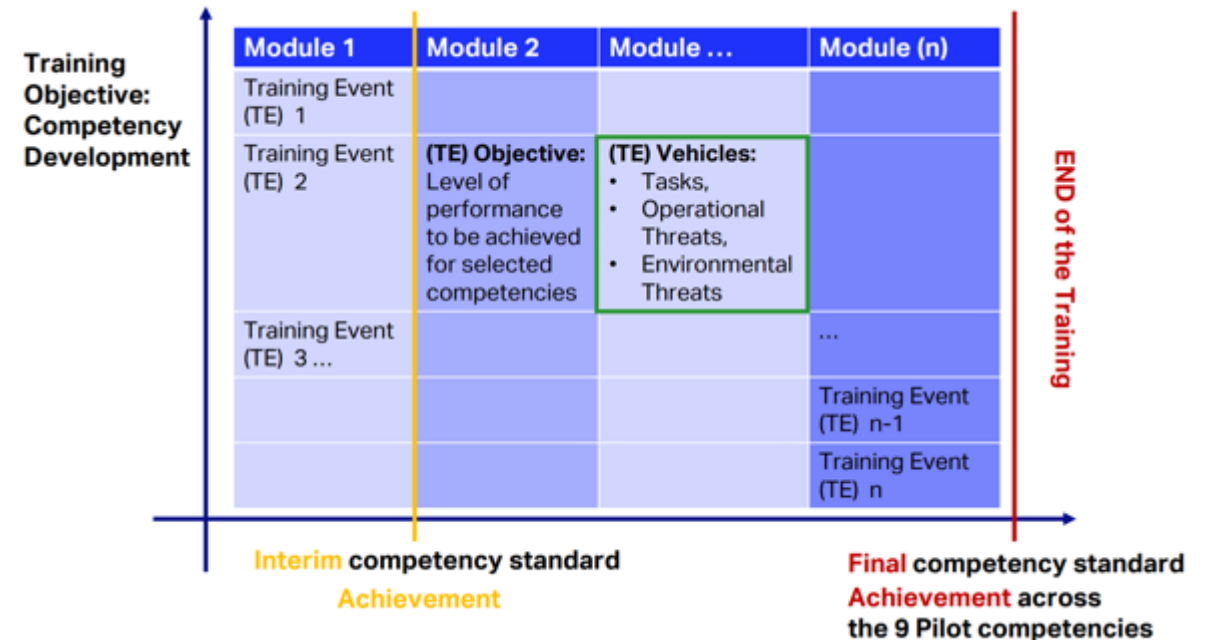 Training
Objective:
Competency
Development
Module 1
Module 2
Module ...
Module (n)
Training Event
(TE) 1
Training Event
(TE) 2
(TE) Objective:
Level of
performance
to be achieved
for selected
competencies
(TE) Vehicles:
• Tasks,
• Operational
Threats,
• Environmental
Threats
Training Event
(TE) 3 ...
...
Training Event
(TE) n-1
Training Event
(TE) n
END of the Training
Interim competency standard
Achievement
Final competency standard
Achievement across
the 9 Pilot competencies